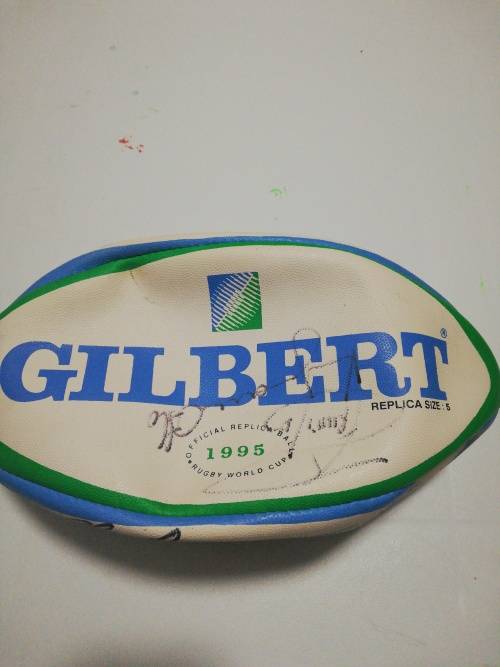 GILBERT®
REPLICA SIZE : 5
OFFICIAL REPLICA BALL
1995
RUGBY WORLD CUP